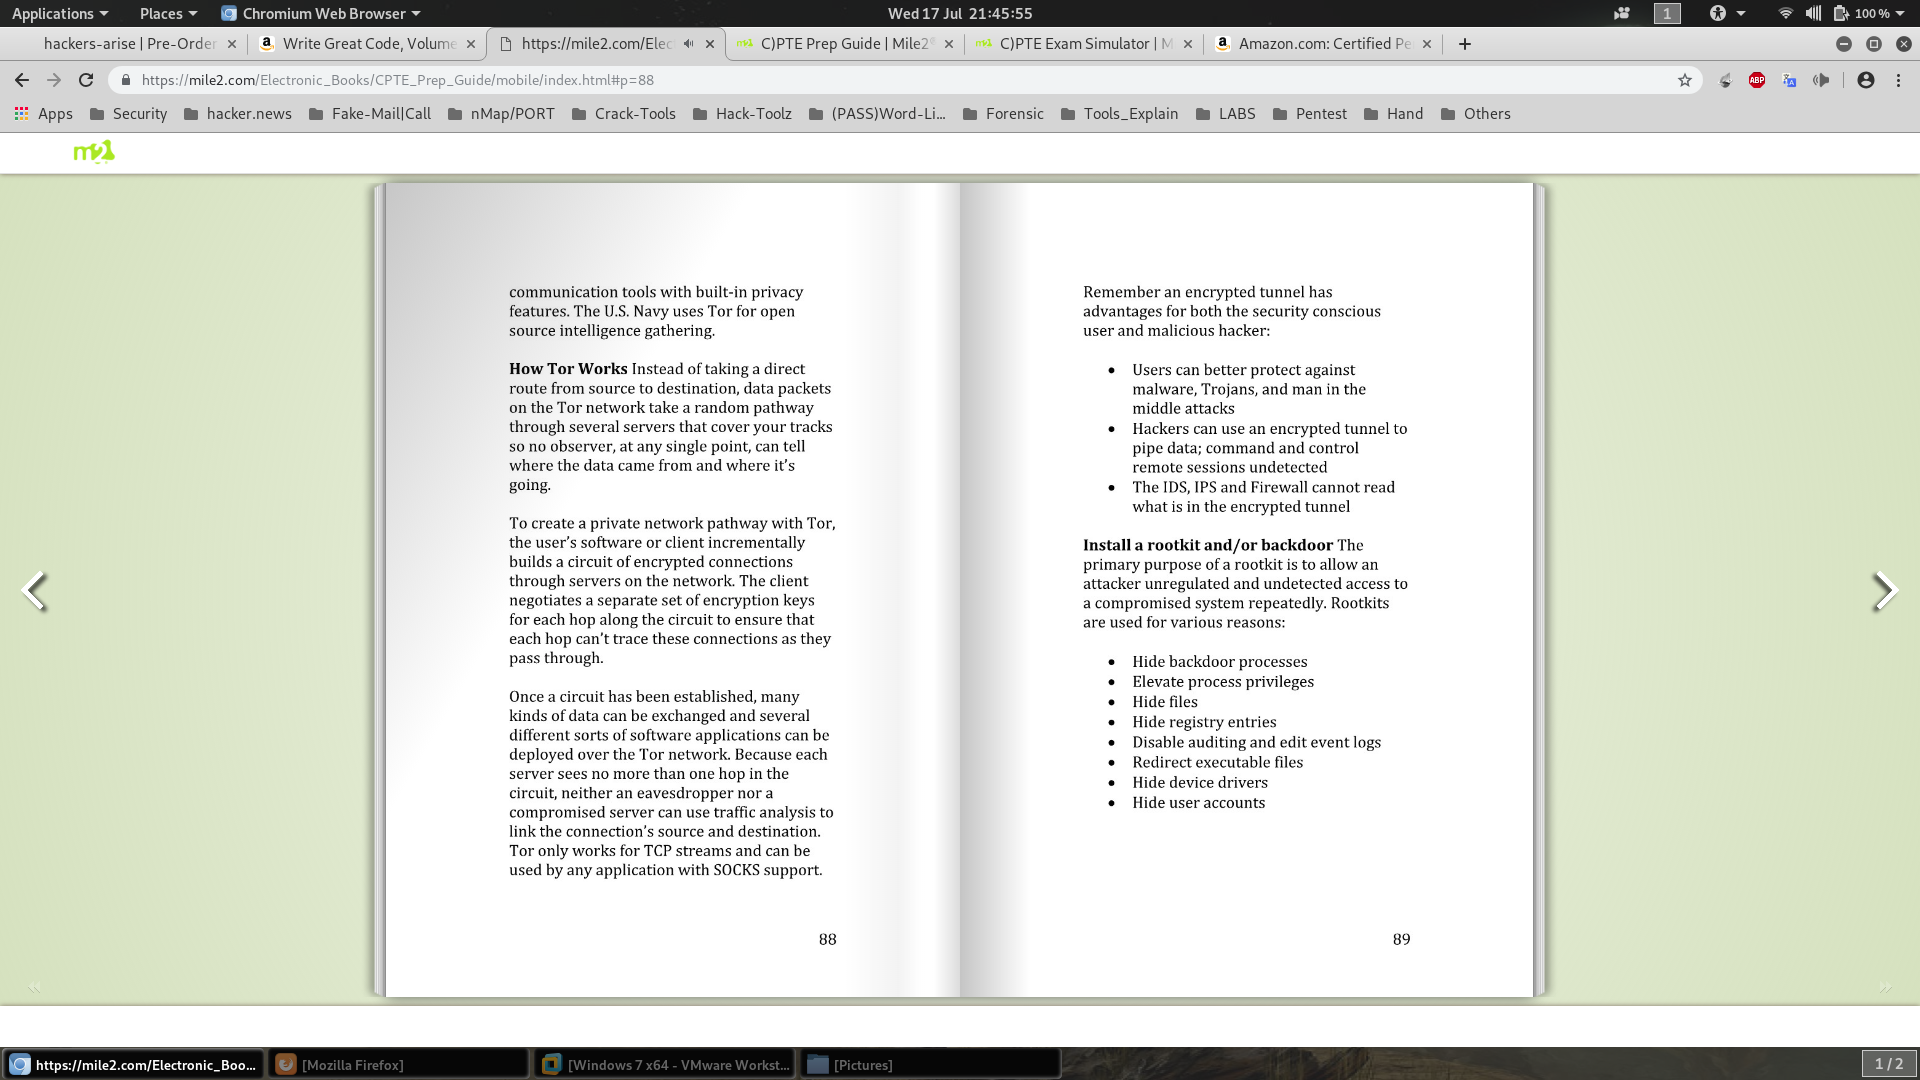 Applications Places Chromium Web Browser Wed 17 Jul 21:45:55 1 100 %
hackers-arise | Pre-Order Write Great Code, Volume https://mile2.com/Elec C)PTE Prep Guide | Mile2 C)PTE Exam Simulator | M Amazon.com: Certified Pe
https://mile2.com/Electronic_Books/CPTE_Prep_Guide/mobile/index.html#p=88 ABP
Apps Security hacker.news Fake-Mail|Call nMap/PORT Crack-Tools Hack-Toolz (PASS)Word-Li... Forensic Tools_Explain LABS Pentest Hand Others
m2
communication tools with built-in privacy
features. The U.S. Navy uses Tor for open
source intelligence gathering.
How Tor Works Instead of taking a direct
route from source to destination, data packets
on the Tor network take a random pathway
through several servers that cover your tracks
so no observer, at any single point, can tell
where the data came from and where it's
going.
To create a private network pathway with Tor,
the user's software or client incrementally
builds a circuit of encrypted connections
through servers on the network. The client
negotiates a separate set of encryption keys
for each hop along the circuit to ensure that
each hop can't trace these connections as they
pass through.
Once a circuit has been established, many
kinds of data can be exchanged and several
different sorts of software applications can be
deployed over the Tor network. Because each
server sees no more than one hop in the
circuit, neither an eavesdropper nor a
compromised server can use traffic analysis to
link the connection's source and destination.
Tor only works for TCP streams and can be
used by any application with SOCKS support.
88
Remember an encrypted tunnel has
advantages for both the security conscious
user and malicious hacker:
• Users can better protect against
malware, Trojans, and man in the
middle attacks
• Hackers can use an encrypted tunnel to
pipe data; command and control
remote sessions undetected
• The IDS, IPS and Firewall cannot read
what is in the encrypted tunnel
Install a rootkit and/or backdoor The
primary purpose of a rootkit is to allow an
attacker unregulated and undetected access to
a compromised system repeatedly. Rootkits
are used for various reasons:
• Hide backdoor processes
• Elevate process privileges
• Hide files
• Hide registry entries
• Disable auditing and edit event logs
• Redirect executable files
• Hide device drivers
• Hide user accounts
89
https://mile2.com/Electronic_Boo... [Mozilla Firefox] [Windows 7 x64 - VMware Workst... [Pictures] 1 / 2